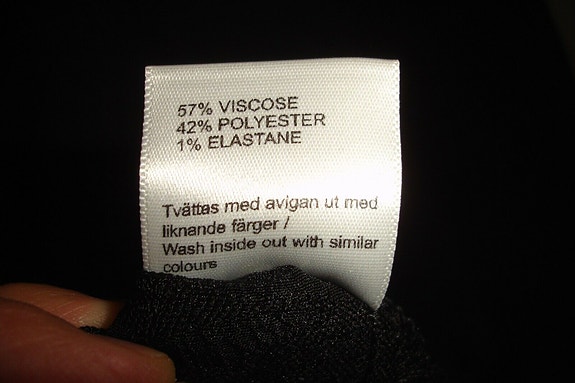 57% VISCOSE
42% POLYESTER
1% ELASTANE
Tvättas med avigan ut med
liknande färger /
Wash inside out with similar
colours